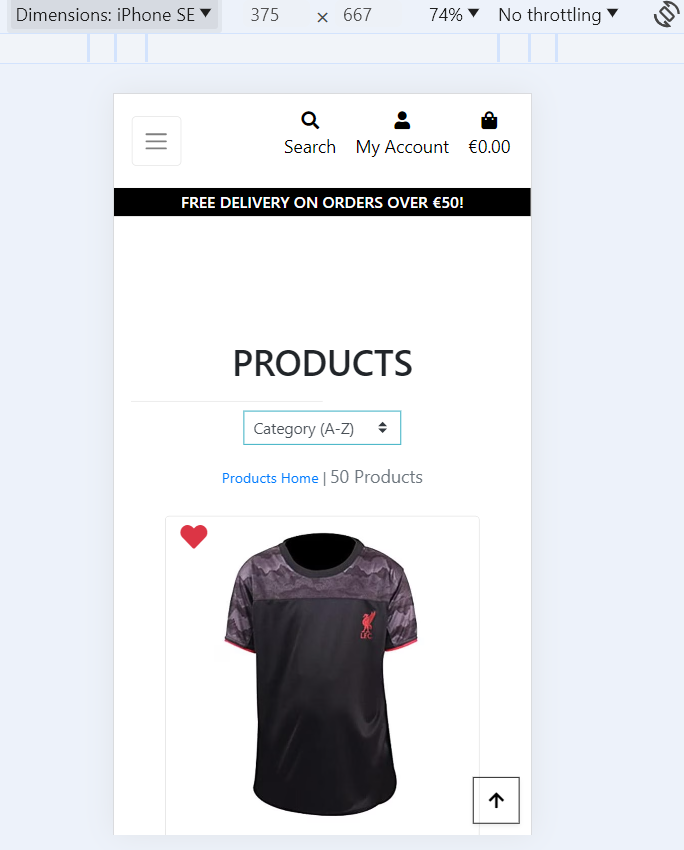 Dimensions: iPhone SE 375 × 667 74% No throttling
Search My Account €0.00
FREE DELIVERY ON ORDERS OVER €50!
PRODUCTS
Category (A-Z)
Products Home | 50 Products
L.F.C.